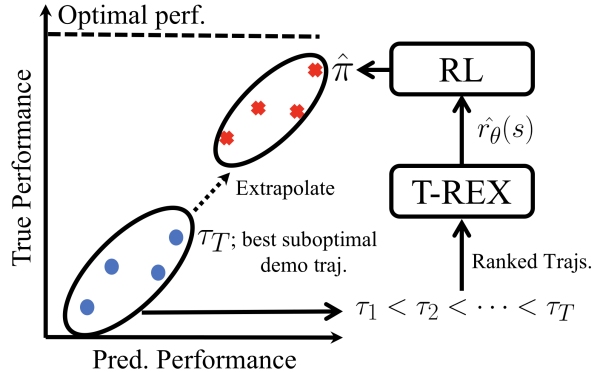 Optimal perf.
True Performance
π̂
RL
r̂_θ(s)
T-REX
Extrapolate
τ_T; best suboptimal
demo traj.
Ranked Trajs.
τ_1 < τ_2 < ⋯ < τ_T
Pred. Performance